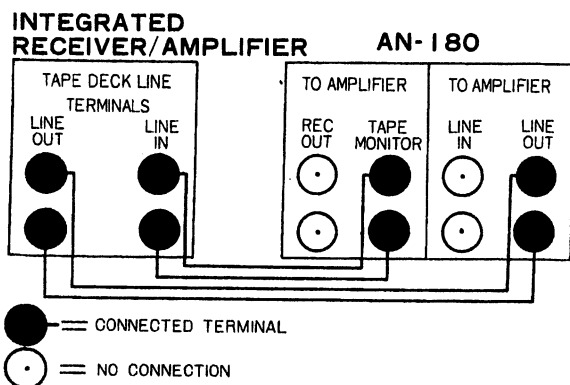 INTEGRATED
RECEIVER/AMPLIFIER
AN-180
TAPE DECK LINE
TERMINALS
LINE
OUT
LINE
IN
TO AMPLIFIER
REC
OUT
TAPE
MONITOR
TO AMPLIFIER
LINE
IN
LINE
OUT
= CONNECTED TERMINAL
= NO CONNECTION